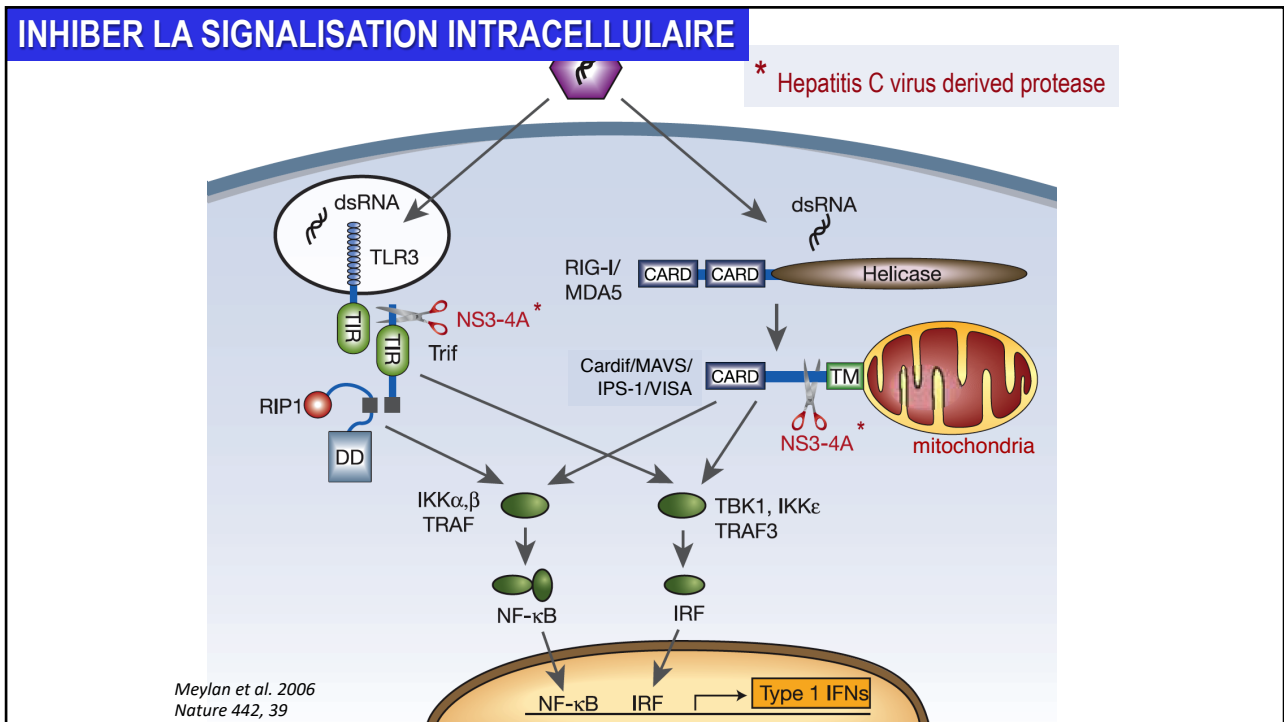 INHIBER LA SIGNALISATION INTRACELLULAIRE
* Hepatitis C virus derived protease
dsRNA
TLR3
TIR
TIR
NS3-4A*
Trif
RIP1
DD
dsRNA
RIG-I/
MDA5
CARD
CARD
Helicase
Cardif/MAVS/
IPS-1/VISA
CARD
TM
NS3-4A*
mitochondria
IKKα,β
TRAF
TBK1, IKKε
TRAF3
NF-κB
IRF
NF-κB
IRF
Type 1 IFNs
Meylan et al. 2006
Nature 442, 39